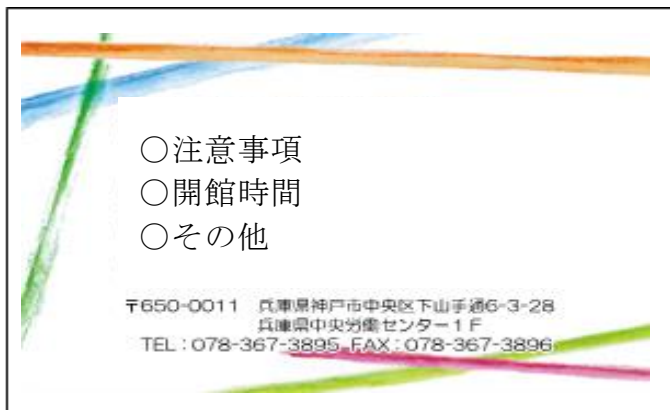 ○注意事項
○開館時間
○その他
〒650-0011　兵庫県神戸市中央区下山手通6-3-28
兵庫県中央労働センター１Ｆ
TEL：078-367-3895 FAX：078-367-3896